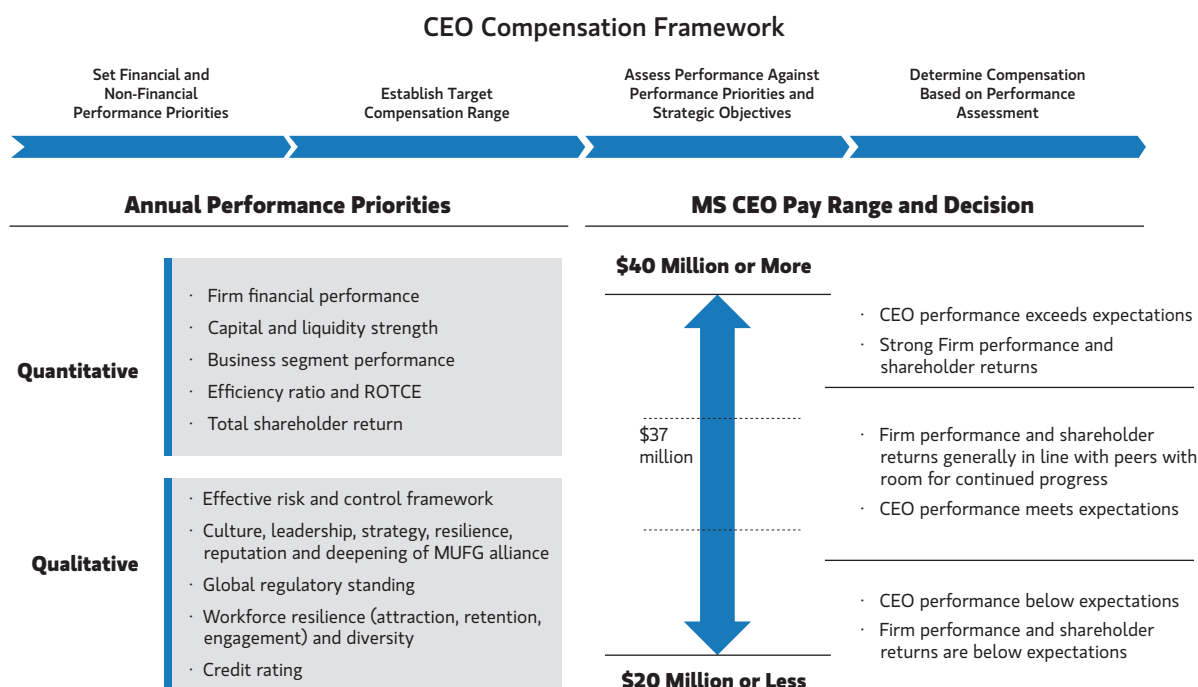 CEO Compensation Framework
Set Financial and
Non-Financial
Performance Priorities
Establish Target
Compensation Range
Assess Performance Against
Performance Priorities and
Strategic Objectives
Determine Compensation
Based on Performance
Assessment
Annual Performance Priorities
Quantitative
· Firm financial performance
· Capital and liquidity strength
· Business segment performance
· Efficiency ratio and ROTCE
· Total shareholder return
Qualitative
· Effective risk and control framework
· Culture, leadership, strategy, resilience,
reputation and deepening of MUFG alliance
· Global regulatory standing
· Workforce resilience (attraction, retention,
engagement) and diversity
· Credit rating
MS CEO Pay Range and Decision
$40 Million or More
$37
million
$20 Million or Less
· CEO performance exceeds expectations
· Strong Firm performance and
shareholder returns
· Firm performance and shareholder
returns generally in line with peers with
room for continued progress
· CEO performance meets expectations
· CEO performance below expectations
· Firm performance and shareholder
returns are below expectations